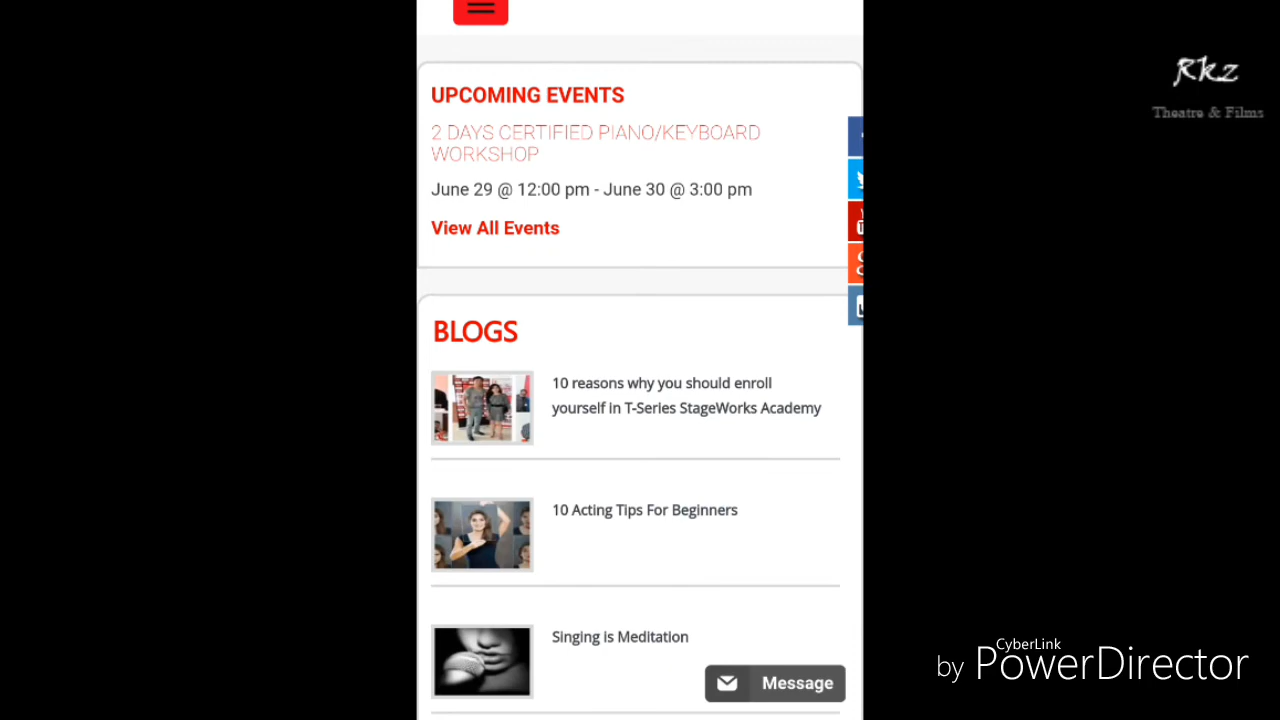 Rkz
Theatre & Films
UPCOMING EVENTS
2 DAYS CERTIFIED PIANO/KEYBOARD
WORKSHOP
June 29 @ 12:00 pm - June 30 @ 3:00 pm
View All Events
BLOGS
10 reasons why you should enroll
yourself in T-Series StageWorks Academy
10 Acting Tips For Beginners
Singing is Meditation
Message
CyberLink
by PowerDirector